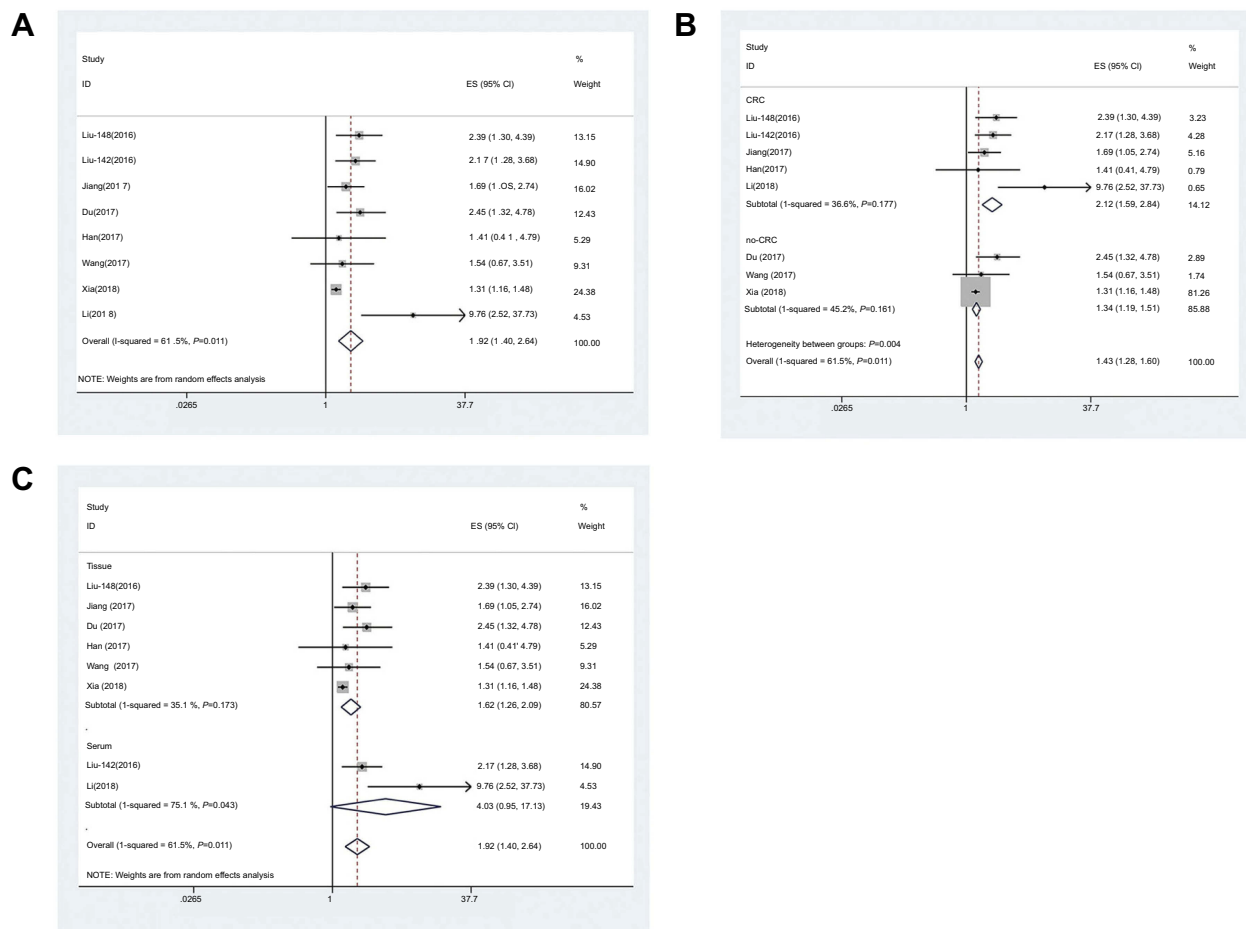 A
Study %
ID ES (95% CI) Weight
Liu-148(2016) 2.39 (1 .30, 4.39) 13.15
Liu-142(2016) 2.1 7 (1 .28, 3.68) 14.90
Jiang(201 7) 1.69 (1 .OS, 2.74) 16.02
Du(2017) 2.45 (1 .32, 4.78) 12.43
Han(2017) 1 .41 (0.4 1 , 4.79) 5.29
Wang(2017) 1.54 (0.67, 3.51) 9.31
Xia(2018) 1.31 (1.16, 1.48) 24.38
Li(201 8) 9.76 (2.52, 37.73) 4.53
Overall (I-squared = 61 .5%, P=0.011) 1.92 (1 .40, 2.64) 100.00
NOTE: Weights are from random effects analysis
.0265 1 37.7
B
Study %
ID ES (95% CI) Weight
CRC
Liu-148(2016) 2.39 (1.30, 4.39) 3.23
Liu-142(2016) 2.17 (1.28, 3.68) 4.28
Jiang(2017) 1.69 (1.05, 2.74) 5.16
Han(2017) 1.41 (0.41, 4.79) 0.79
Li(2018) 9.76 (2.52, 37.73) 0.65
Subtotal (1-squared = 36.6%, P=0.177) 2.12 (1.59, 2.84) 14.12
no-CRC
Du (2017) 2.45 (1.32, 4.78) 2.89
Wang (2017) 1.54 (0.67, 3.51) 1.74
Xia (2018) 1.31 (1.16, 1.48) 81.26
Subtotal (1-squared = 45.2%, P=0.161) 1.34 (1.19, 1.51) 85.88
Heterogeneity between groups: P=0.004
Overall (1-squared = 61.5%, P=0.011) 1.43 (1.28, 1.60) 100.00
.0265 1 37.7
C
Study %
ID ES (95% CI) Weight
Tissue
Liu-148(2016) 2.39 (1.30, 4.39) 13.15
Jiang (2017) 1.69 (1.05, 2.74) 16.02
Du (2017) 2.45 (1.32, 4.78) 12.43
Han (2017) 1.41 (0.41' 4.79) 5.29
Wang (2017) 1.54 (0.67, 3.51) 9.31
Xia (2018) 1.31 (1.16, 1.48) 24.38
Subtotal (1-squared = 35.1 %, P=0.173) 1.62 (1.26, 2.09) 80.57
.
Serum
Liu-142(2016) 2.17 (1.28, 3.68) 14.90
Li(2018) 9.76 (2.52, 37.73) 4.53
Subtotal (1-squared = 75.1 %, P=0.043) 4.03 (0.95, 17.13) 19.43
.
Overall (1-squared = 61.5%, P=0.011) 1.92 (1.40, 2.64) 100.00
NOTE: Weights are from random effects analysis
.0265 1 37.7